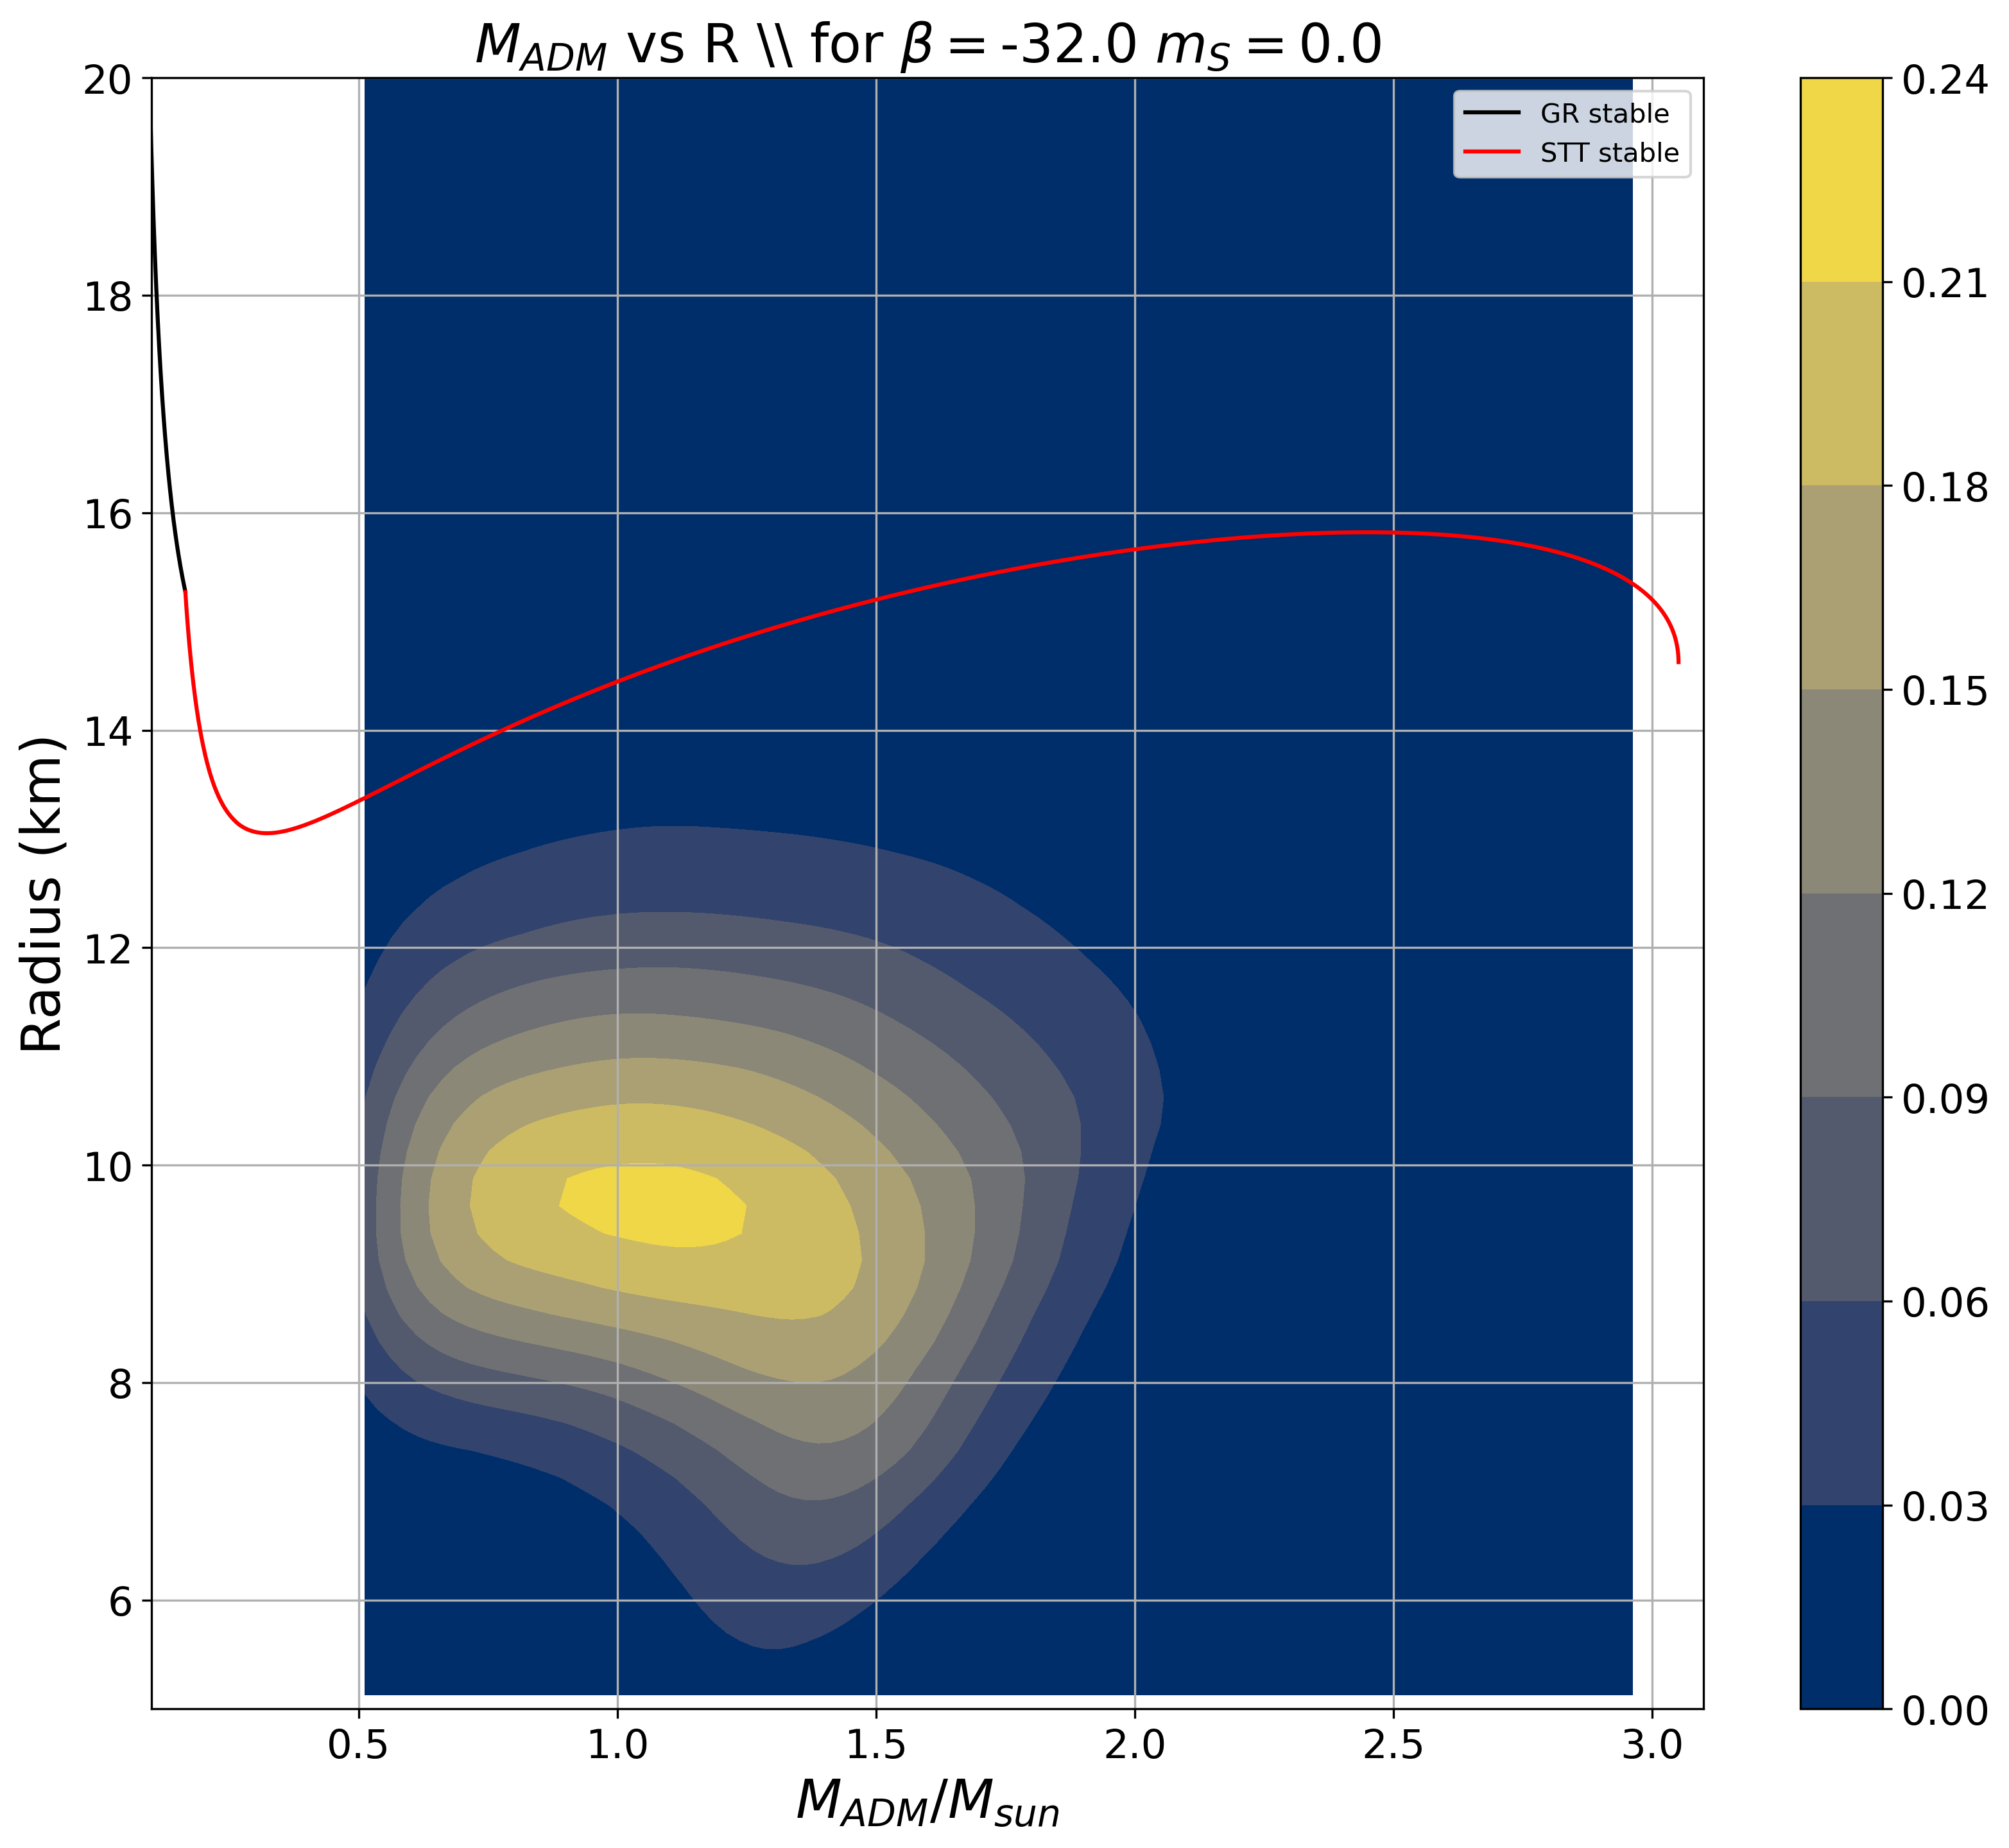 M_ADM vs R \\ for β = -32.0 m_S = 0.0
GR stable
STT stable
Radius (km)
20
18
16
14
12
10
8
6
0.5 1.0 1.5 2.0 2.5 3.0
M_ADM/M_sun
0.24
0.21
0.18
0.15
0.12
0.09
0.06
0.03
0.00